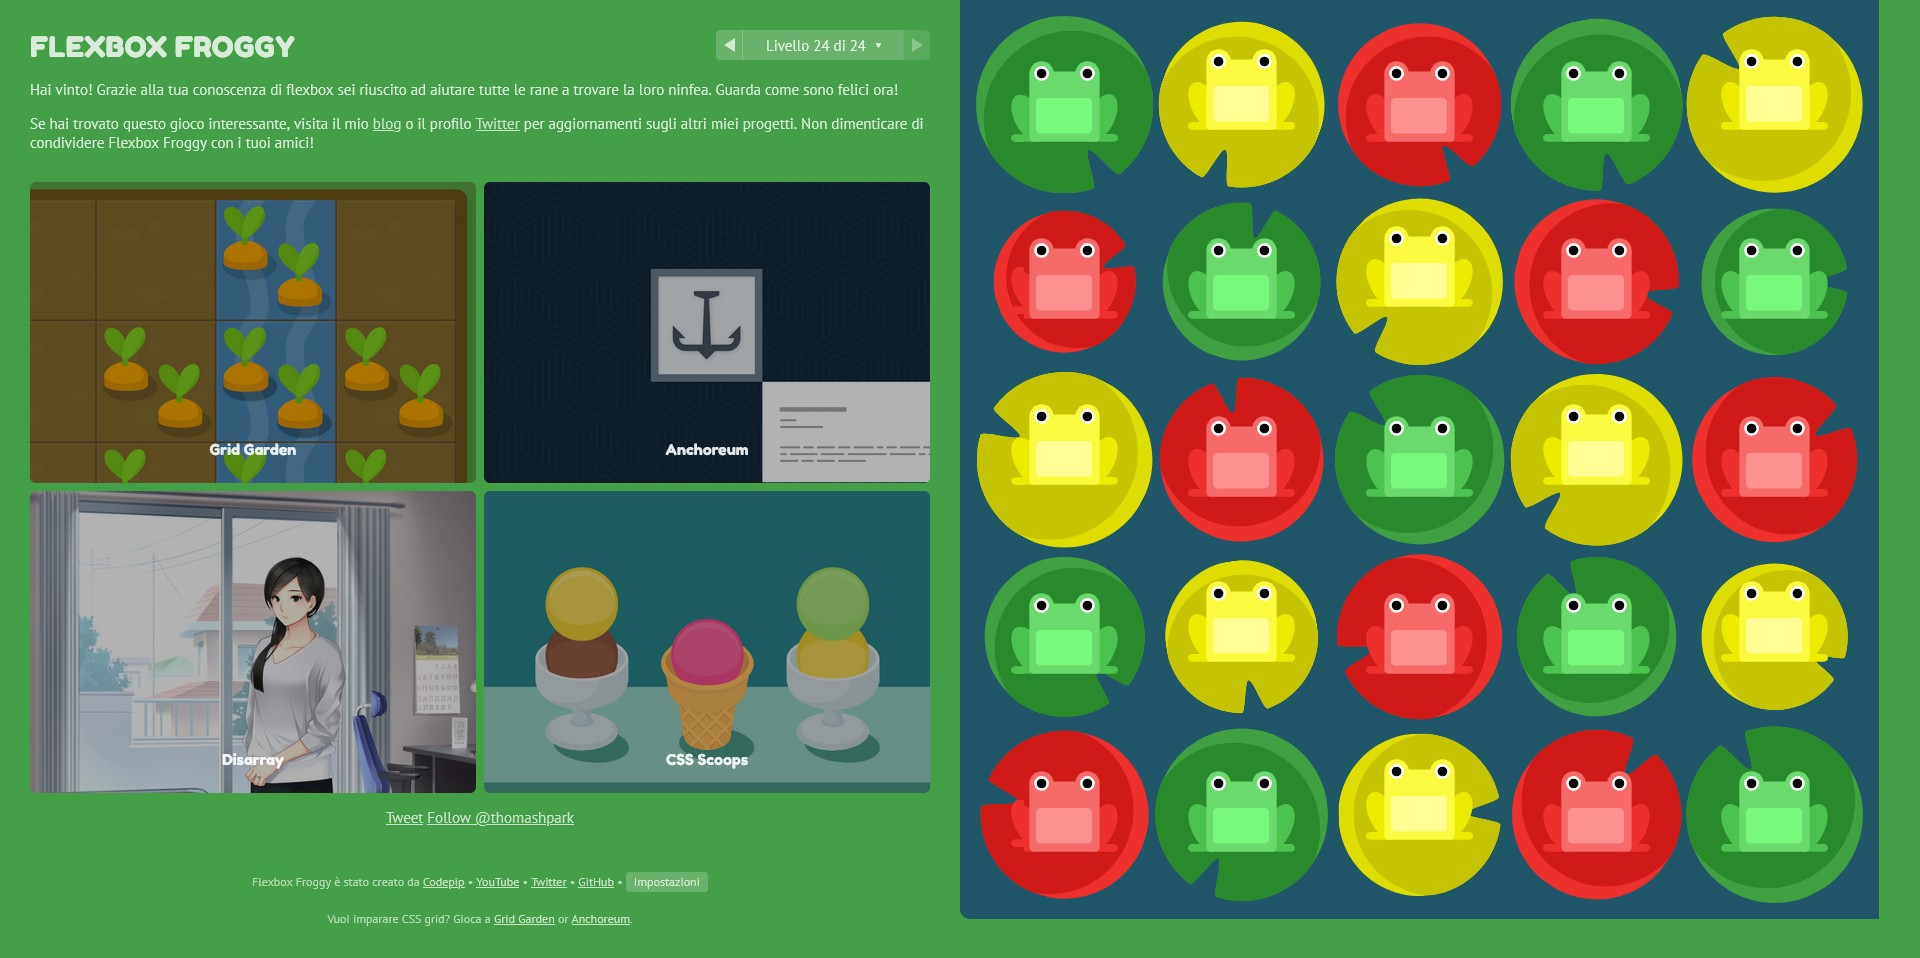 FLEXBOX FROGGY
Livello 24 di 24
Hai vinto! Grazie alla tua conoscenza di flexbox sei riuscito ad aiutare tutte le rane a trovare la loro ninfea. Guarda come sono felici ora!
Se hai trovato questo gioco interessante, visita il mio blog o il profilo Twitter per aggiornamenti sugli altri miei progetti. Non dimenticare di
condividere Flexbox Froggy con i tuoi amici!
Grid Garden
Anchoreum
Disarray
CSS Scoops
Tweet Follow @thomashpark
Flexbox Froggy è stato creato da Codepip • YouTube • Twitter • GitHub • Impostazioni
Vuoi imparare CSS grid? Gioca a Grid Garden or Anchoreum.